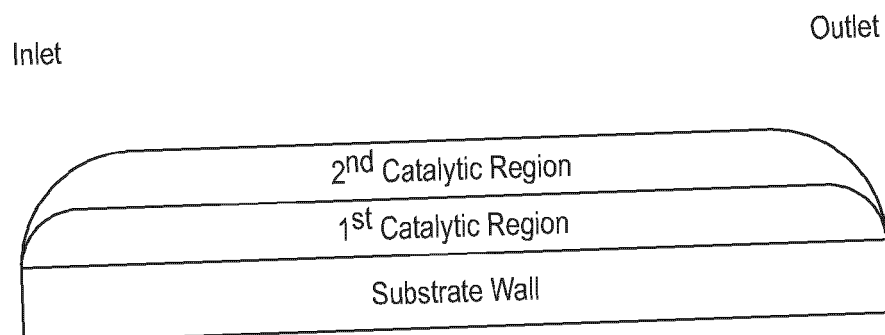 Inlet
Outlet
2nd Catalytic Region
1st Catalytic Region
Substrate Wall